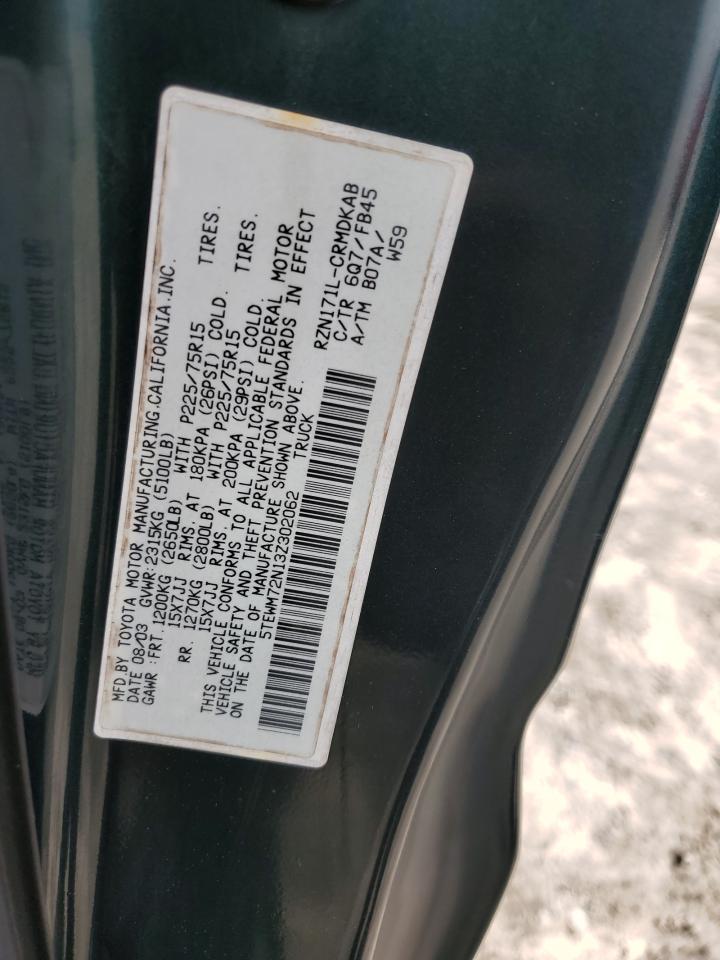 MFD.BY TOYOTA MOTOR MANUFACTURING.CALIFORNIA.INC.
DATE 08/03 GVWR:2315KG (5100LB)
GAWR :FRT.1200KG (2650LB) WITH P225/75R15 TIRES.
15X7JJ RIMS. AT 180KPA (26PSI) COLD.
RR. 1270KG (2800LB) WITH P225/75R15 TIRES.
15X7JJ RIMS. AT 200KPA (29PSI) COLD.
THIS VEHICLE CONFORMS TO ALL APPLICABLE FEDERAL MOTOR
VEHICLE SAFETY AND THEFT PREVENTION STANDARDS IN EFFECT
ON THE DATE OF MANUFACTURE SHOWN ABOVE.
5TEWM72N13Z302062 TRUCK
RZN171L-CRMDKAB
C/TR 6Q7/FB45
A/TM B07A/
W59